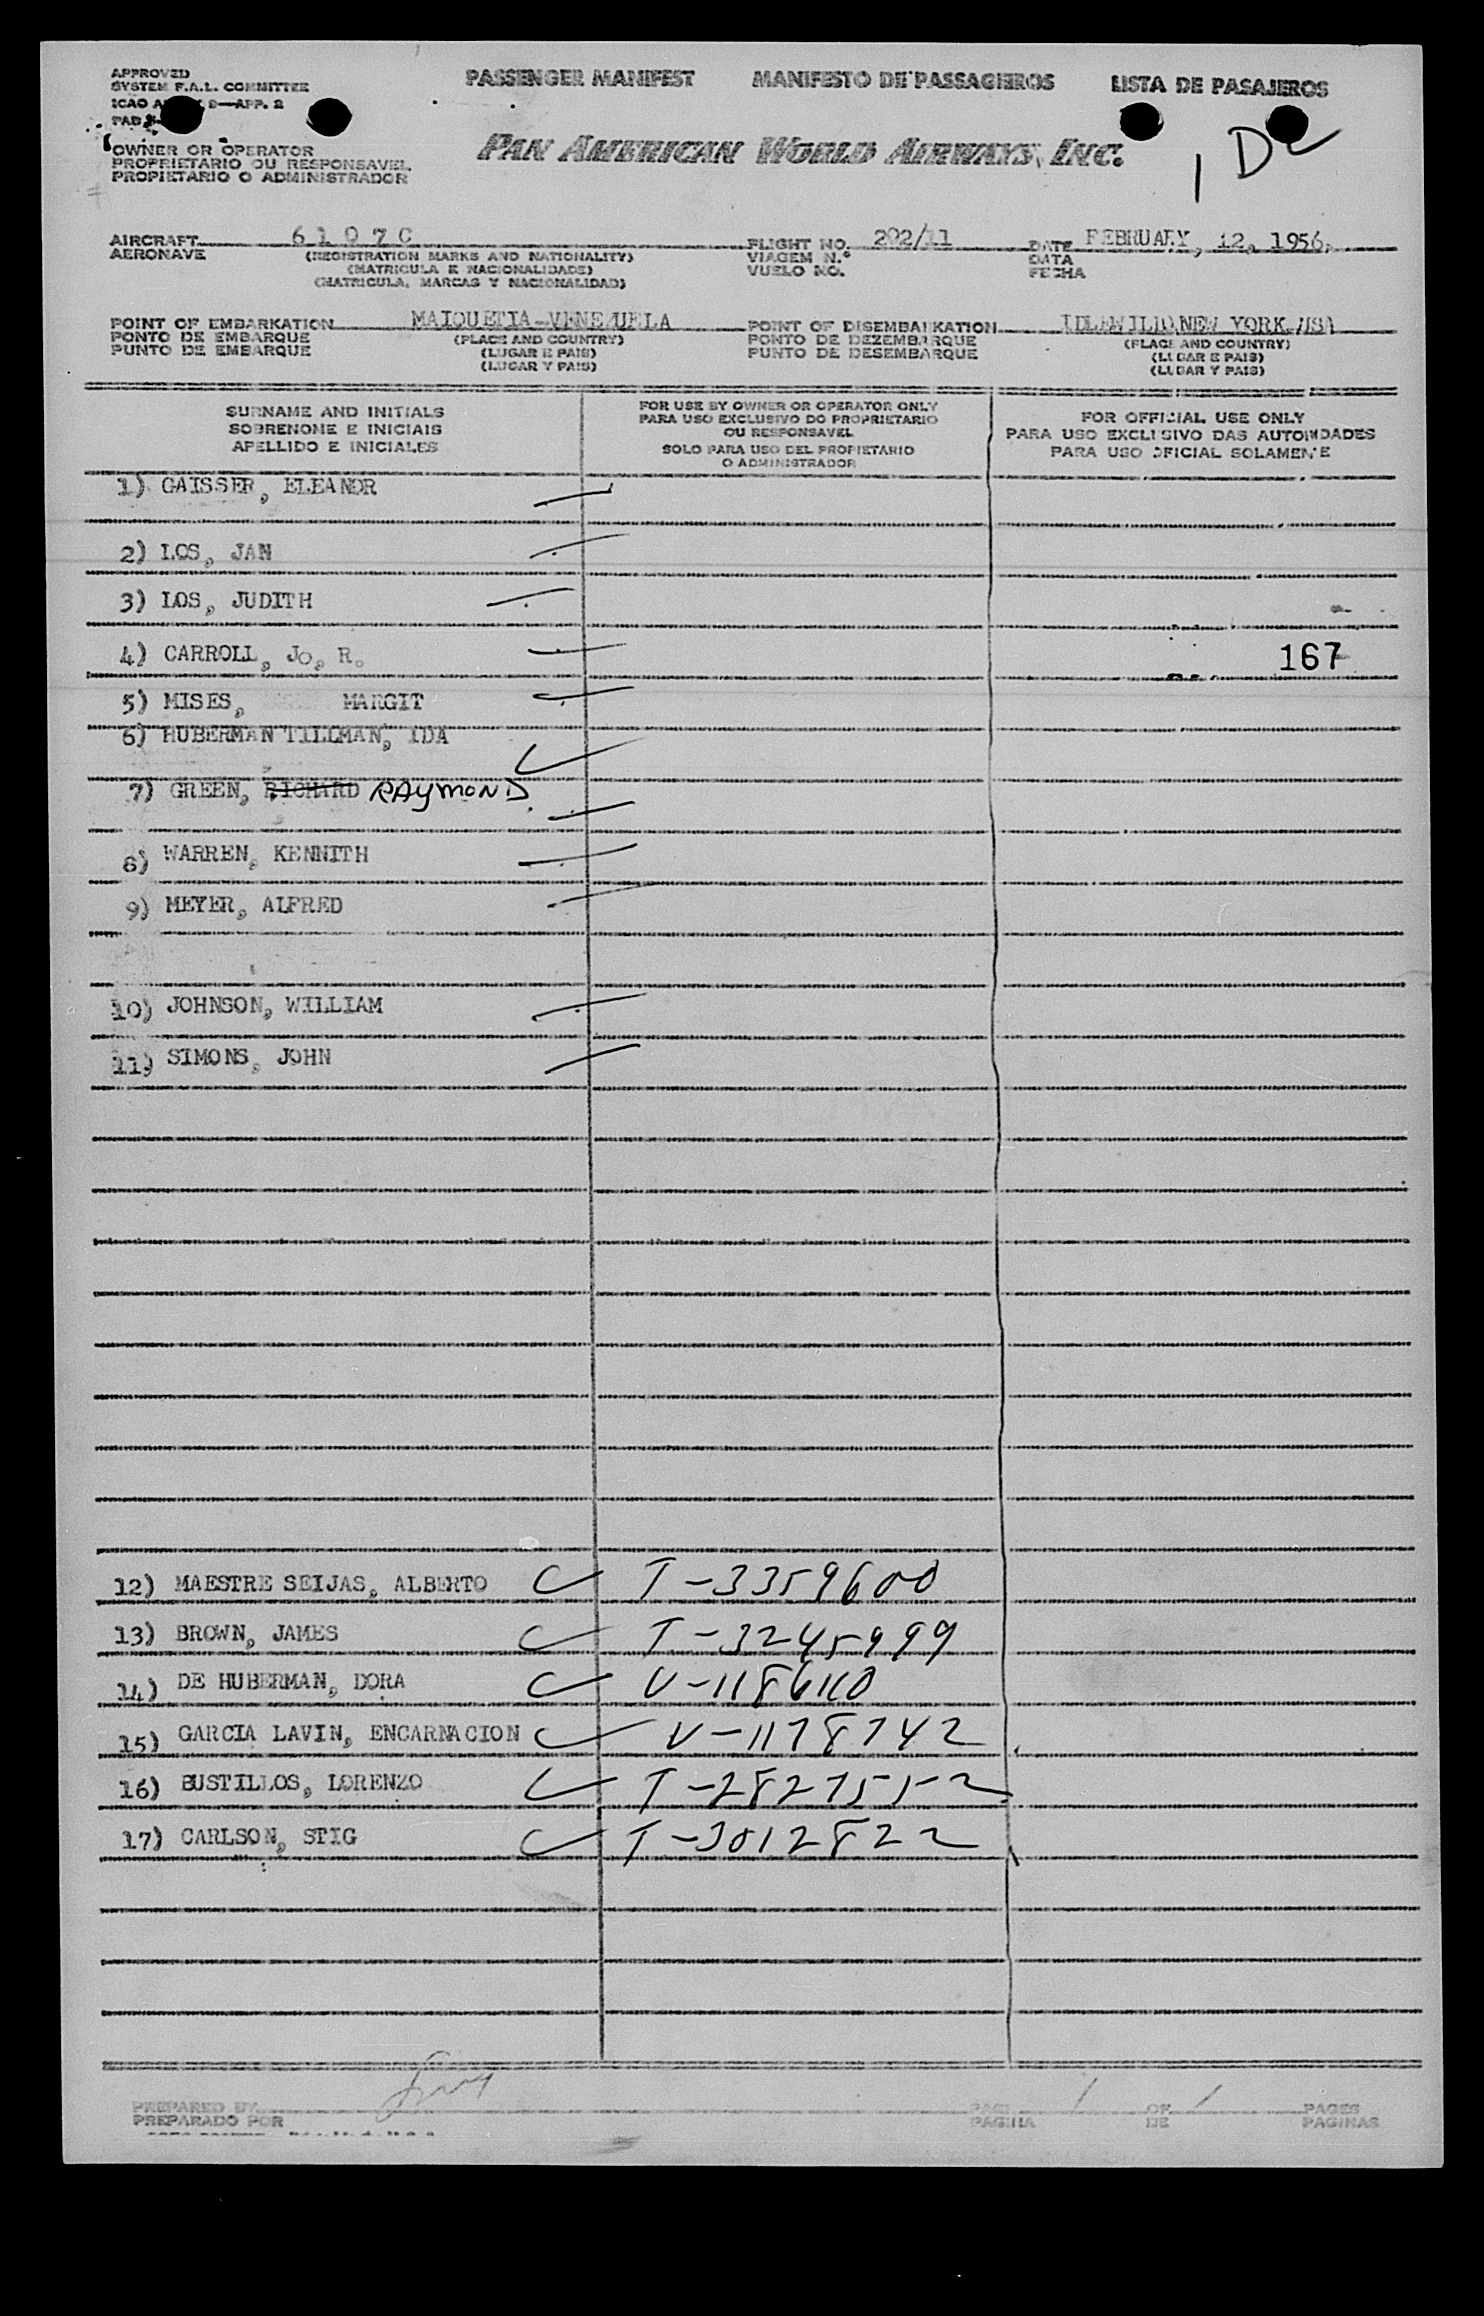 APPROVED
SYSTEM F.A.L. COMMITTEE
ICAO 9—APP. 2
PASSENGER MANIFEST MANIFESTO DE PASSAGEIROS LISTA DE PASAJEROS
OWNER OR OPERATOR
PROPRIETARIO OU RESPONSAVEL
PROPIETARIO O ADMINISTRADOR
PAN AMERICAN WORLD AIRWAYS, INC.
AIRCRAFT 6107C FLIGHT NO. 202/11 DATE FEBRUARY, 12, 1956.
AERONAVE (REGISTRATION MARKS AND NATIONALITY) VIAGEM N.º DATA
(MATRICULA E NACIONALIDADE) VUELO NO. FECHA
(MATRICULA, MARCAS Y NACIONALIDAD)
POINT OF EMBARKATION MAIQUETIA-VENEZUELA POINT OF DISEMBARKATION IDLEWILD, NEW YORK-USA
PONTO DE EMBARQUE (PLACE AND COUNTRY) PONTO DE DEZEMBARQUE (PLACE AND COUNTRY)
PUNTO DE EMBARQUE (LUGAR E PAIS) PUNTO DE DESEMBARQUE (LUGAR E PAIS)
(LUGAR Y PAIS) (LUGAR Y PAIS)
SURNAME AND INITIALS
SOBRENOME E INICIAIS
APELLIDO E INICIALES
FOR USE BY OWNER OR OPERATOR ONLY
PARA USO EXCLUSIVO DO PROPRIETARIO
OU RESPONSAVEL
SOLO PARA USO DEL PROPIETARIO
O ADMINISTRADOR
FOR OFFICIAL USE ONLY
PARA USO EXCLUSIVO DAS AUTORIDADES
PARA USO OFICIAL SOLAMENTE
1) GAISSER, ELEANOR
2) LOS, JAN
3) LOS, JUDITH
4) CARROLL, Jo, R. 167
5) MISES, MARGIT
6) HUBERMAN TILLMAN, IDA
7) GREEN, RICHARD RAYMOND
8) WARREN, KENNITH
9) MEYER, ALFRED
10) JOHNSON, WILLIAM
11) SIMONS, JOHN
12) MAESTRE SEIJAS, ALBERTO T-3359600
13) BROWN, JAMES T-3245999
14) DE HUBERMAN, DORA V-1186110
15) GARCIA LAVIN, ENCARNACION V-1178742
16) BUSTILLOS, LORENZO T-2827552
17) CARLSON, STIG T-3012822
PREPARED BY PAGE 1 OF 1 PAGES
PREPARADO POR PAGINA DE PAGINAS